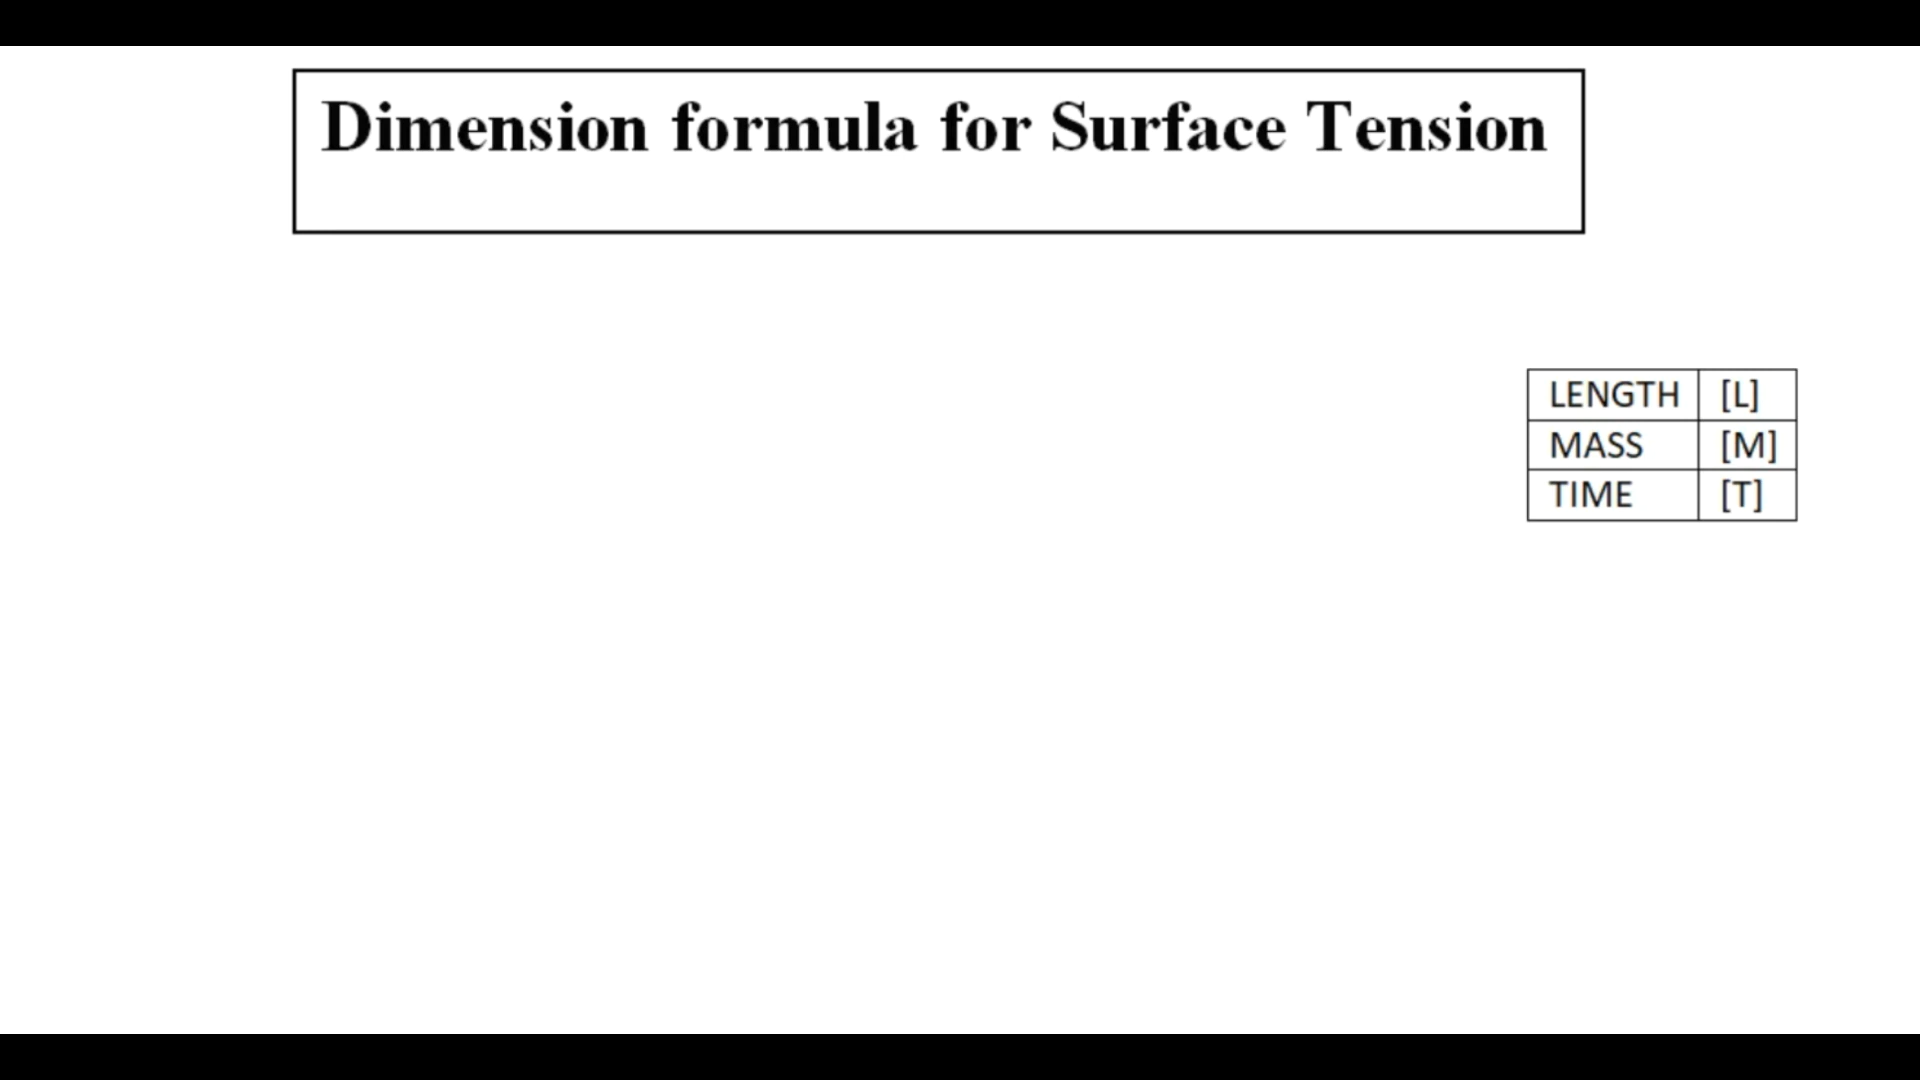 Dimension formula for Surface Tension
LENGTH [L]
MASS [M]
TIME [T]